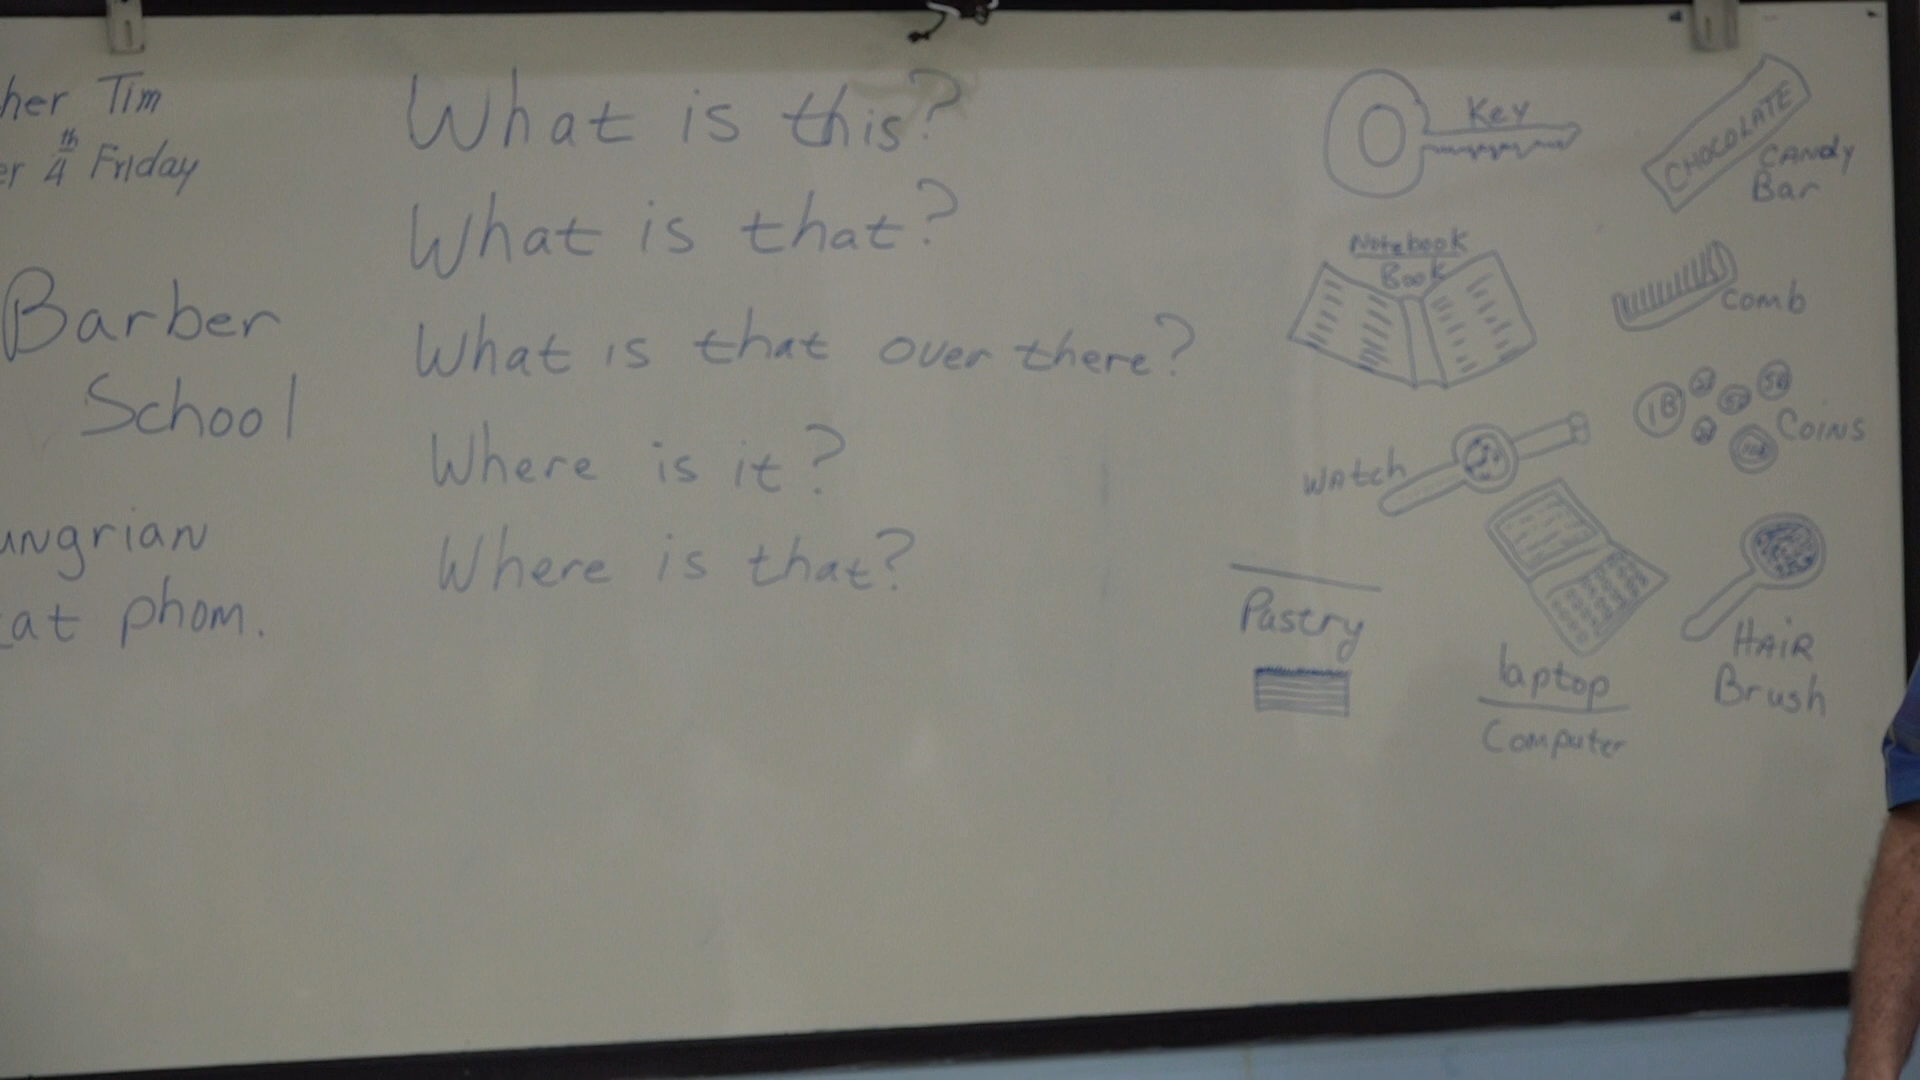 her Tim
er 4th Friday
Barber
School
ungrian
at phom.
What is this?
What is that?
What is that over there?
Where is it?
Where is that?
Key
CHOCOLATE
CANdy
Bar
Notebook
Book
comb
1B
5B
COINS
WAtch
Pastry
laptop
Computer
HAIR
Brush